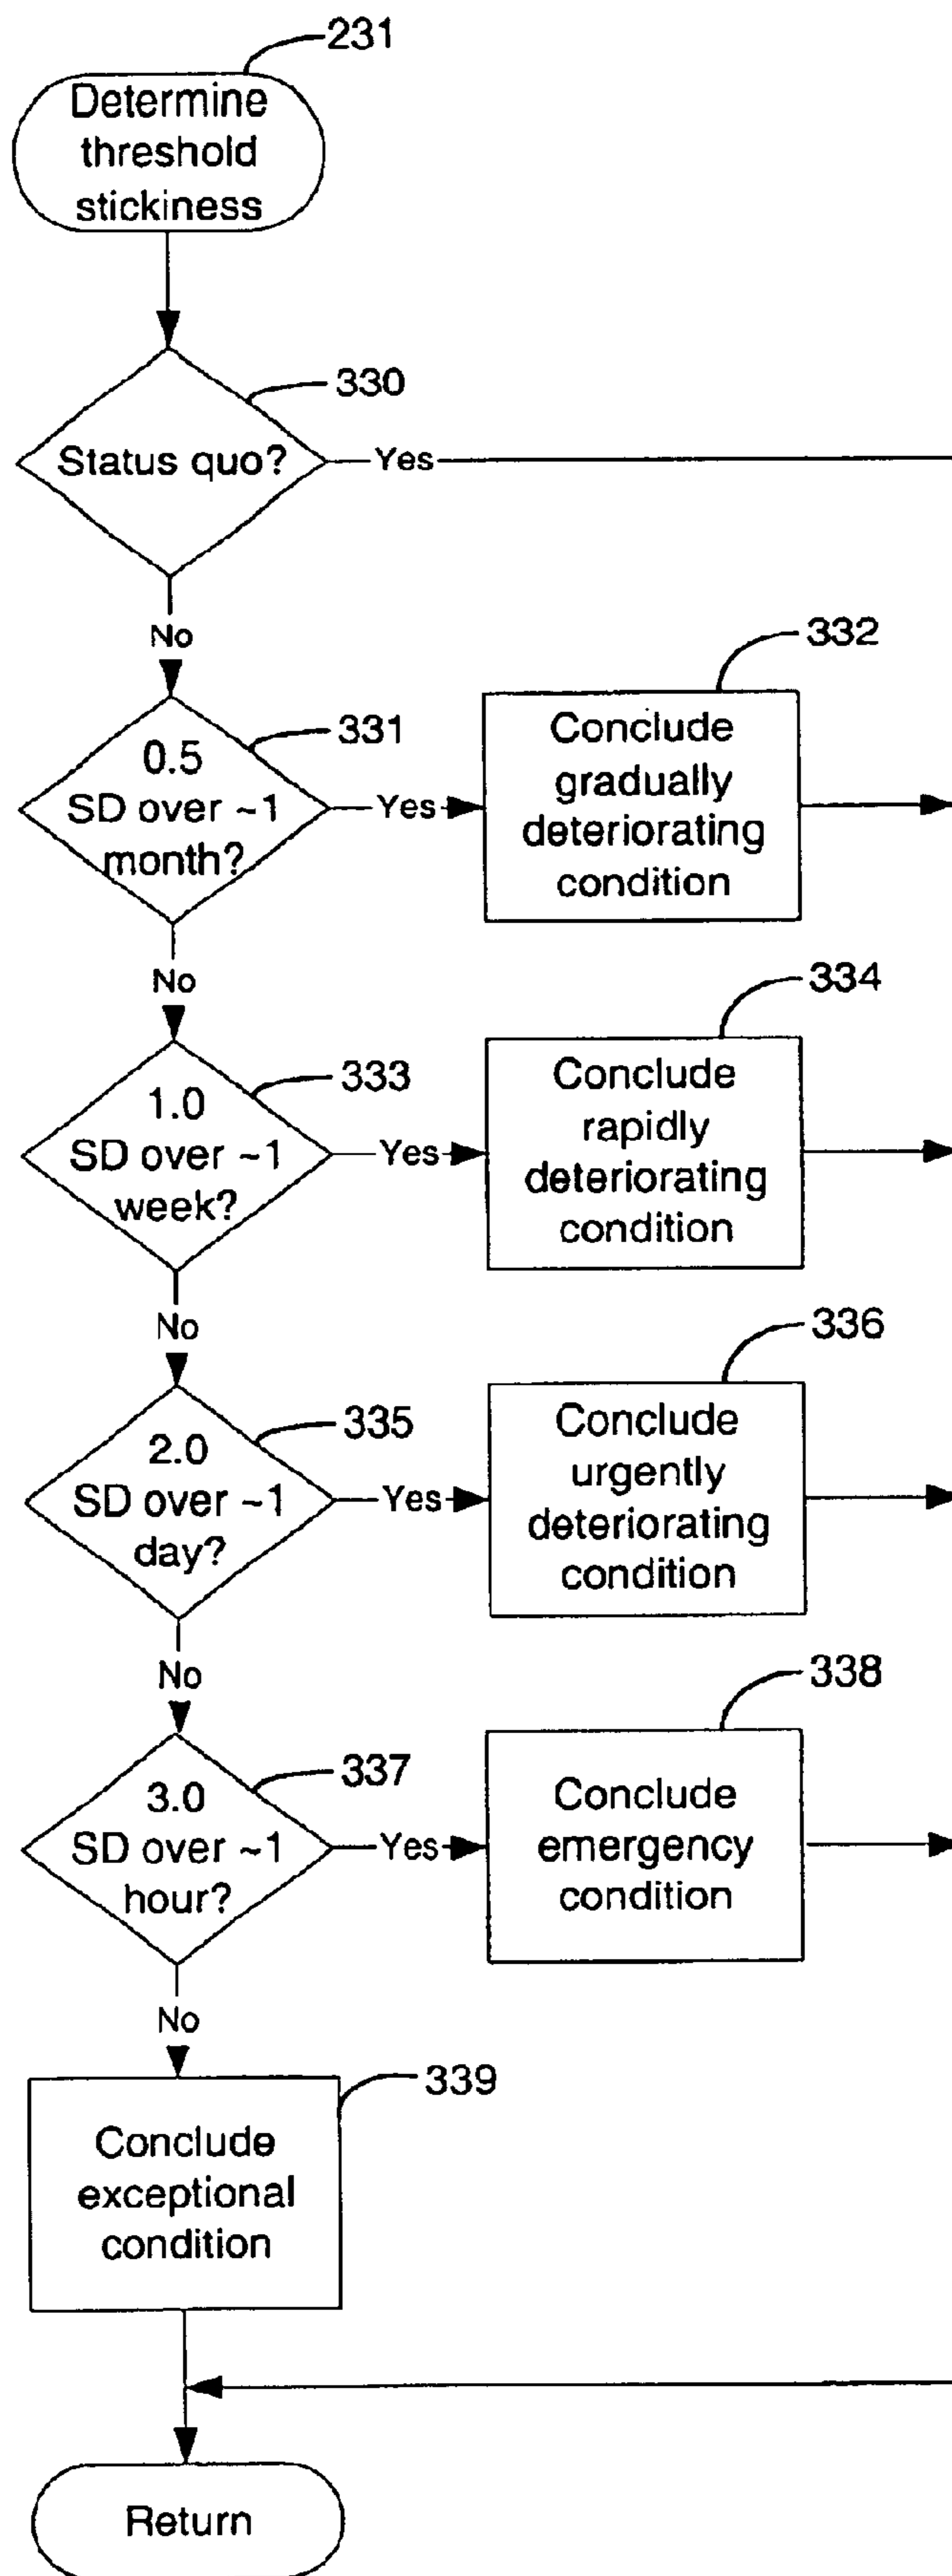 231
Determine
threshold
stickiness
330
Status quo?
Yes
No
332
331
0.5
SD over ~1
month?
Yes
Conclude
gradually
deteriorating
condition
No
334
333
1.0
SD over ~1
week?
Yes
Conclude
rapidly
deteriorating
condition
No
336
335
2.0
SD over ~1
day?
Yes
Conclude
urgently
deteriorating
condition
No
338
337
3.0
SD over ~1
hour?
Yes
Conclude
emergency
condition
No
339
Conclude
exceptional
condition
Return